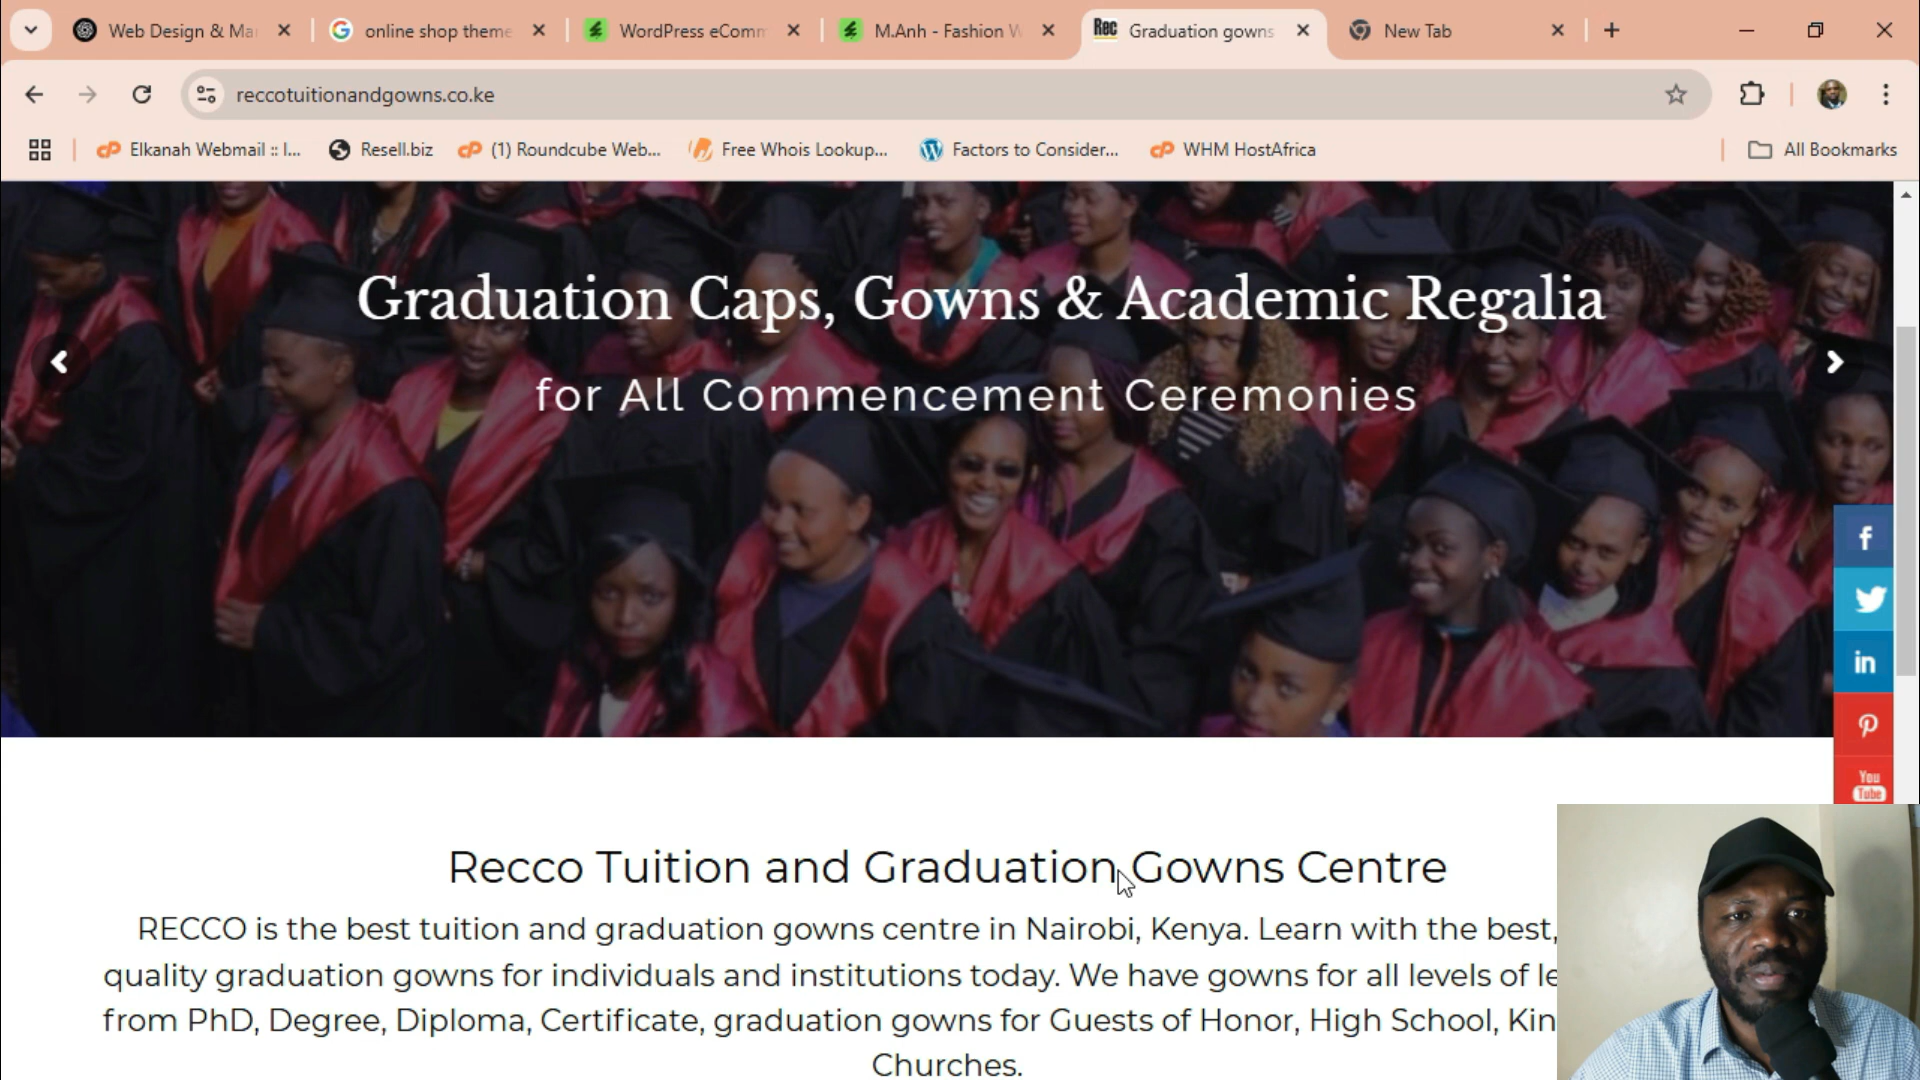 Web Design & Mar
online shop theme
WordPress eComm
M.Anh - Fashion W
Rec
Graduation gowns
New Tab
reccotuitionandgowns.co.ke
Elkanah Webmail :: I...
Resell.biz
(1) Roundcube Web...
Free Whois Lookup...
Factors to Consider...
WHM HostAfrica
All Bookmarks
Graduation Caps, Gowns & Academic Regalia
for All Commencement Ceremonies
You
Tube
Recco Tuition and Graduation Gowns Centre
RECCO is the best tuition and graduation gowns centre in Nairobi, Kenya. Learn with the best,
quality graduation gowns for individuals and institutions today. We have gowns for all levels of le
from PhD, Degree, Diploma, Certificate, graduation gowns for Guests of Honor, High School, Kin
Churches.